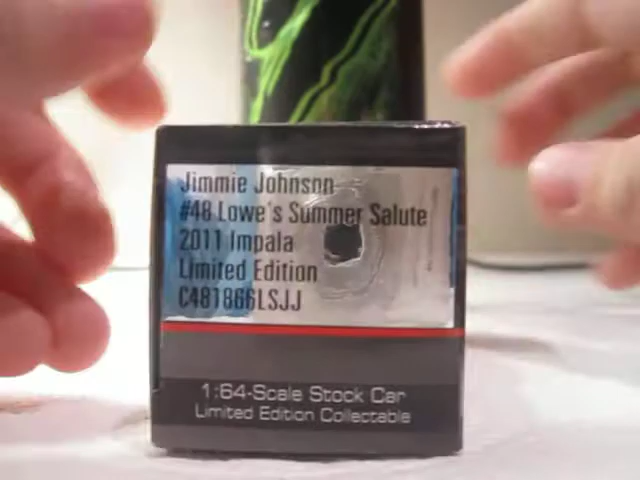 Jimmie Johnson
#48 Lowe's Summer Salute
2011 Impala
Limited Edition
C481866LSJJ
1:64-Scale Stock Car
Limited Edition Collectable